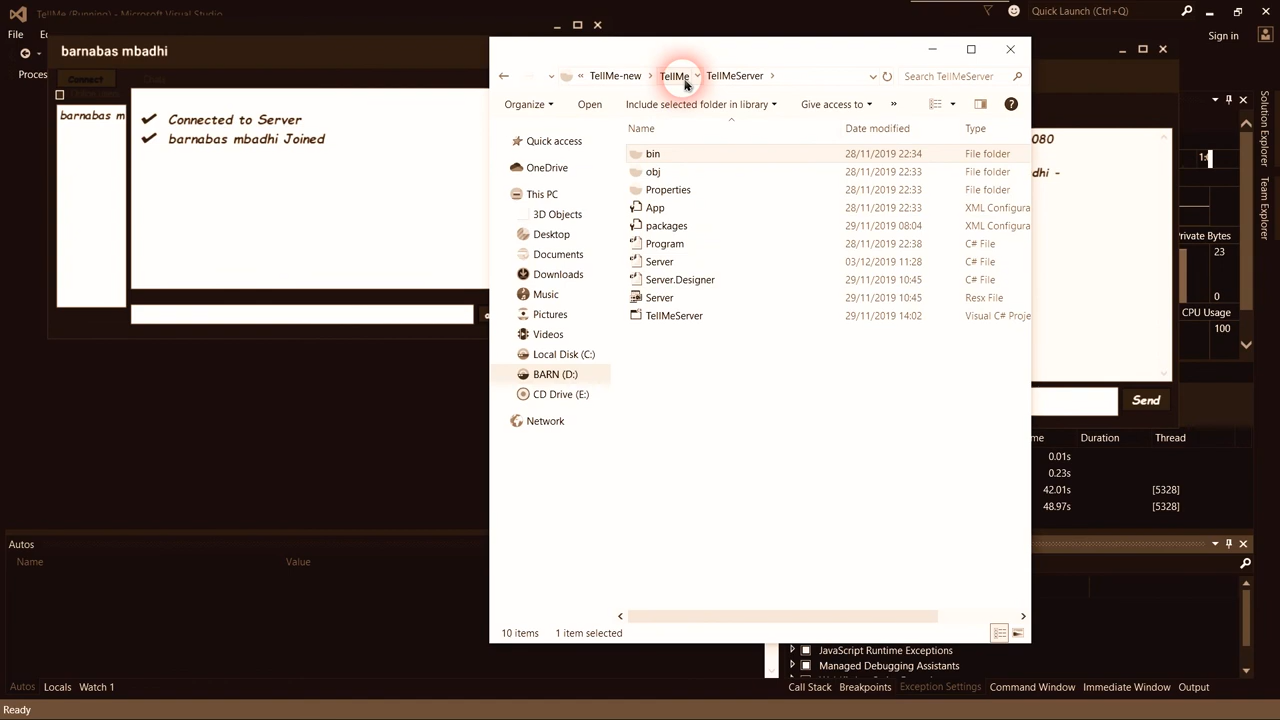 TellMe (Running) - Microsoft Visual Studio
Quick Launch (Ctrl+Q)
File
Sign in
Proces
barnabas mbadhi
Connect
barnabas m
Connected to Server
barnabas mbadhi Joined
TellMe-new
TellMe
TellMeServer
Search TellMeServer
Organize
Open
Include selected folder in library
Give access to
Name
Date modified
Type
bin 28/11/2019 22:34 File folder
obj 28/11/2019 22:33 File folder
Properties 28/11/2019 22:33 File folder
App 28/11/2019 22:33 XML Configura
packages 29/11/2019 08:04 XML Configura
Program 28/11/2019 22:38 C# File
Server 03/12/2019 11:28 C# File
Server.Designer 29/11/2019 10:45 C# File
Server 29/11/2019 10:45 Resx File
TellMeServer 29/11/2019 14:02 Visual C# Proje
Quick access
OneDrive
This PC
3D Objects
Desktop
Documents
Downloads
Music
Pictures
Videos
Local Disk (C:)
BARN (D:)
CD Drive (E:)
Network
10 items
1 item selected
080
dhi -
Send
Solution Explorer
Team Explorer
Private Bytes
23
0
CPU Usage
100
me Duration Thread
0.01s
0.23s
42.01s [5328]
48.97s [5328]
Autos
Name
Value
JavaScript Runtime Exceptions
Managed Debugging Assistants
Autos
Locals
Watch 1
Call Stack
Breakpoints
Exception Settings
Command Window
Immediate Window
Output
Ready